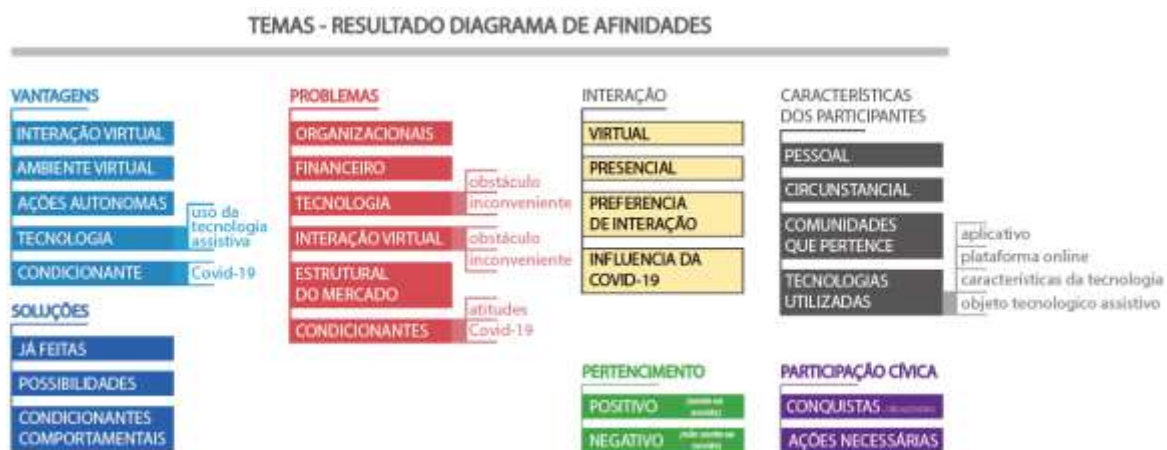 TEMAS - RESULTADO DIAGRAMA DE AFINIDADES
VANTAGENS
INTERAÇÃO VIRTUAL
AMBIENTE VIRTUAL
AÇÕES AUTONOMAS
TECNOLOGIA
uso da
tecnologia
assistiva
CONDICIONANTE
Covid-19
SOLUÇÕES
JÁ FEITAS
POSSIBILIDADES
CONDICIONANTES
COMPORTAMENTAIS
PROBLEMAS
ORGANIZACIONAIS
FINANCEIRO
TECNOLOGIA
obstáculo
inconveniente
INTERAÇÃO VIRTUAL
obstáculo
inconveniente
ESTRUTURAL
DO MERCADO
CONDICIONANTES
atitudes
Covid-19
INTERAÇÃO
VIRTUAL
PRESENCIAL
PREFERENCIA
DE INTERAÇÃO
INFLUENCIA DA
COVID-19
CARACTERÍSTICAS
DOS PARTICIPANTES
PESSOAL
CIRCUNSTANCIAL
COMUNIDADES
QUE PERTENCE
TECNOLOGIAS
UTILIZADAS
aplicativo
plataforma online
características da tecnologia
objeto tecnologico assistivo
PERTENCIMENTO
POSITIVO
NEGATIVO
PARTICIPAÇÃO CÍVICA
CONQUISTAS
AÇÕES NECESSÁRIAS